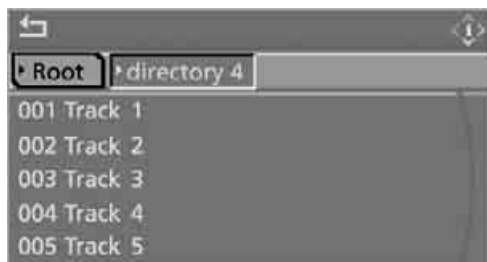 Root directory 4
001 Track 1
002 Track 2
003 Track 3
004 Track 4
005 Track 5